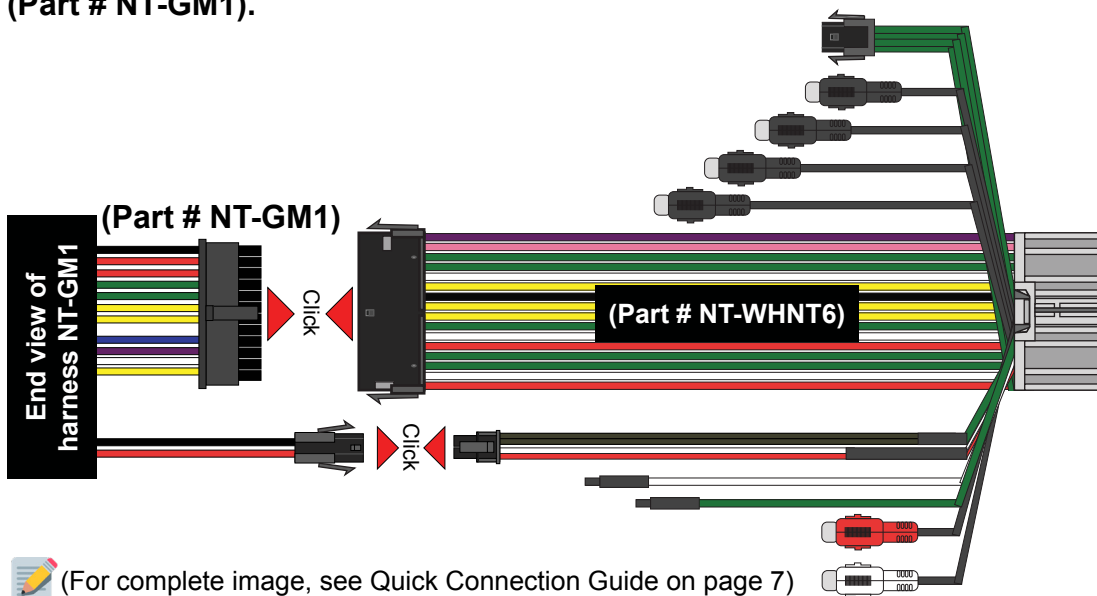 (Part # NT-GM1).
(Part # NT-GM1)
End view of
harness NT-GM1
Click
(Part # NT-WHNT6)
Click
(For complete image, see Quick Connection Guide on page 7)